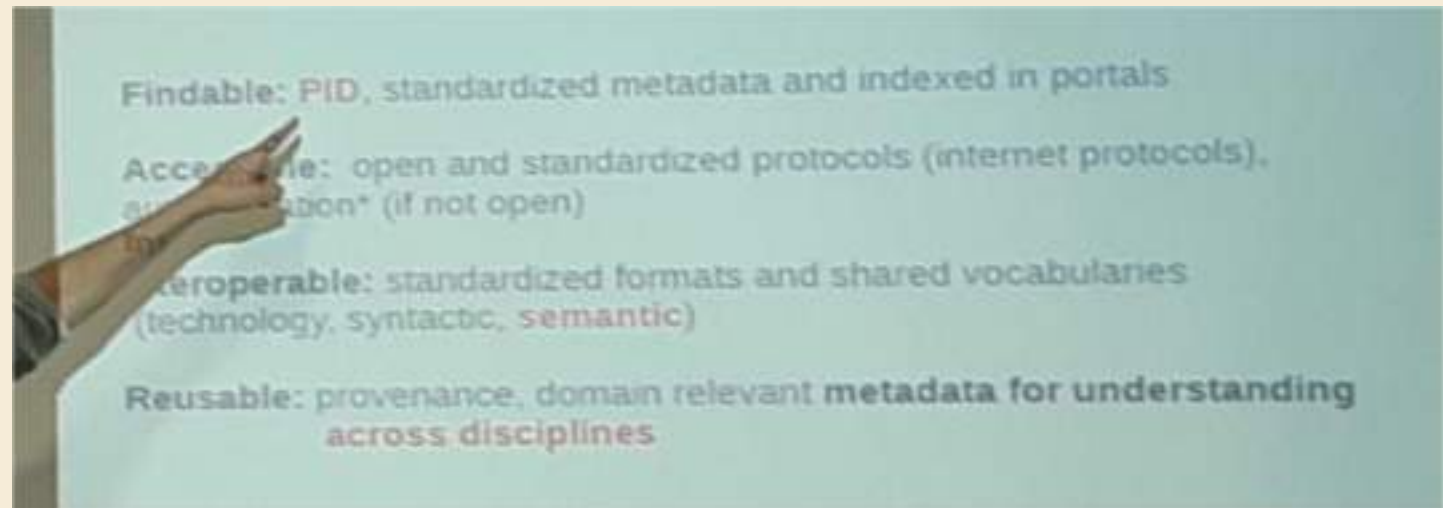 Findable: PID, standardized metadata and indexed in portals
open and standardized protocols (internet protocols),
(if not open)
standardized formats and shared vocabularies
(technology, syntactic, semantic)
Reusable: provenance, domain relevant metadata for understanding
across disciplines